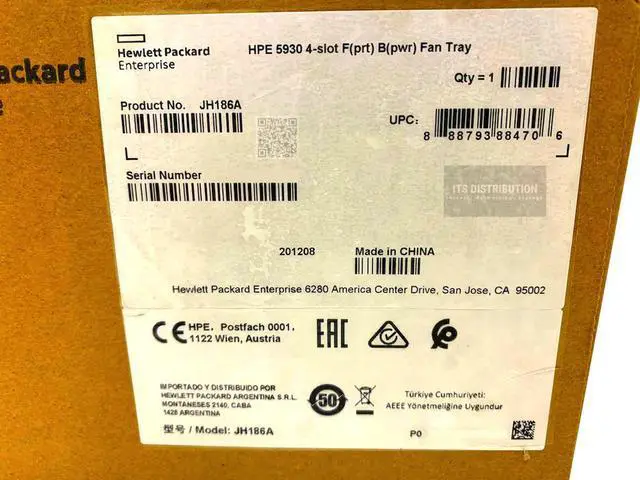 ackard
e
Hewlett Packard
Enterprise
HPE 5930 4-slot F(prt) B(pwr) Fan Tray
Qty = 1
Product No. JH186A
UPC:
8 88793 88470 6
Serial Number
ITS DISTRIBUTION
201208
Made in CHINA
Hewlett Packard Enterprise 6280 America Center Drive, San Jose, CA 95002
CE HPE, Postfach 0001,
1122 Wien, Austria
EAC
IMPORTADO Y DISTRIBUIDO POR
HEWLETT PACKARD ARGENTINA S.R.L.
MONTANESES 2140, CABA
1428 ARGENTINA
50
Türkiye Cumhuriyeti:
AEEE Yönetmeliğine Uygundur
型号 / Model: JH186A
P0